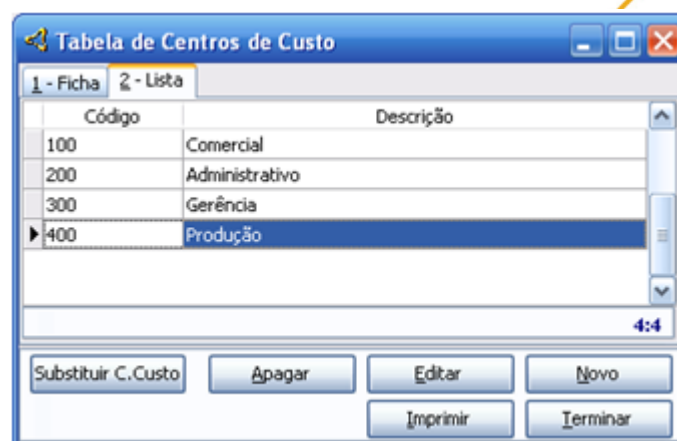 Tabela de Centros de Custo
1 - Ficha 2 - Lista
Código Descrição
100 Comercial
200 Administrativo
300 Gerência
400 Produção
4:4
Substituir C.Custo Apagar Editar Novo
Imprimir Terminar